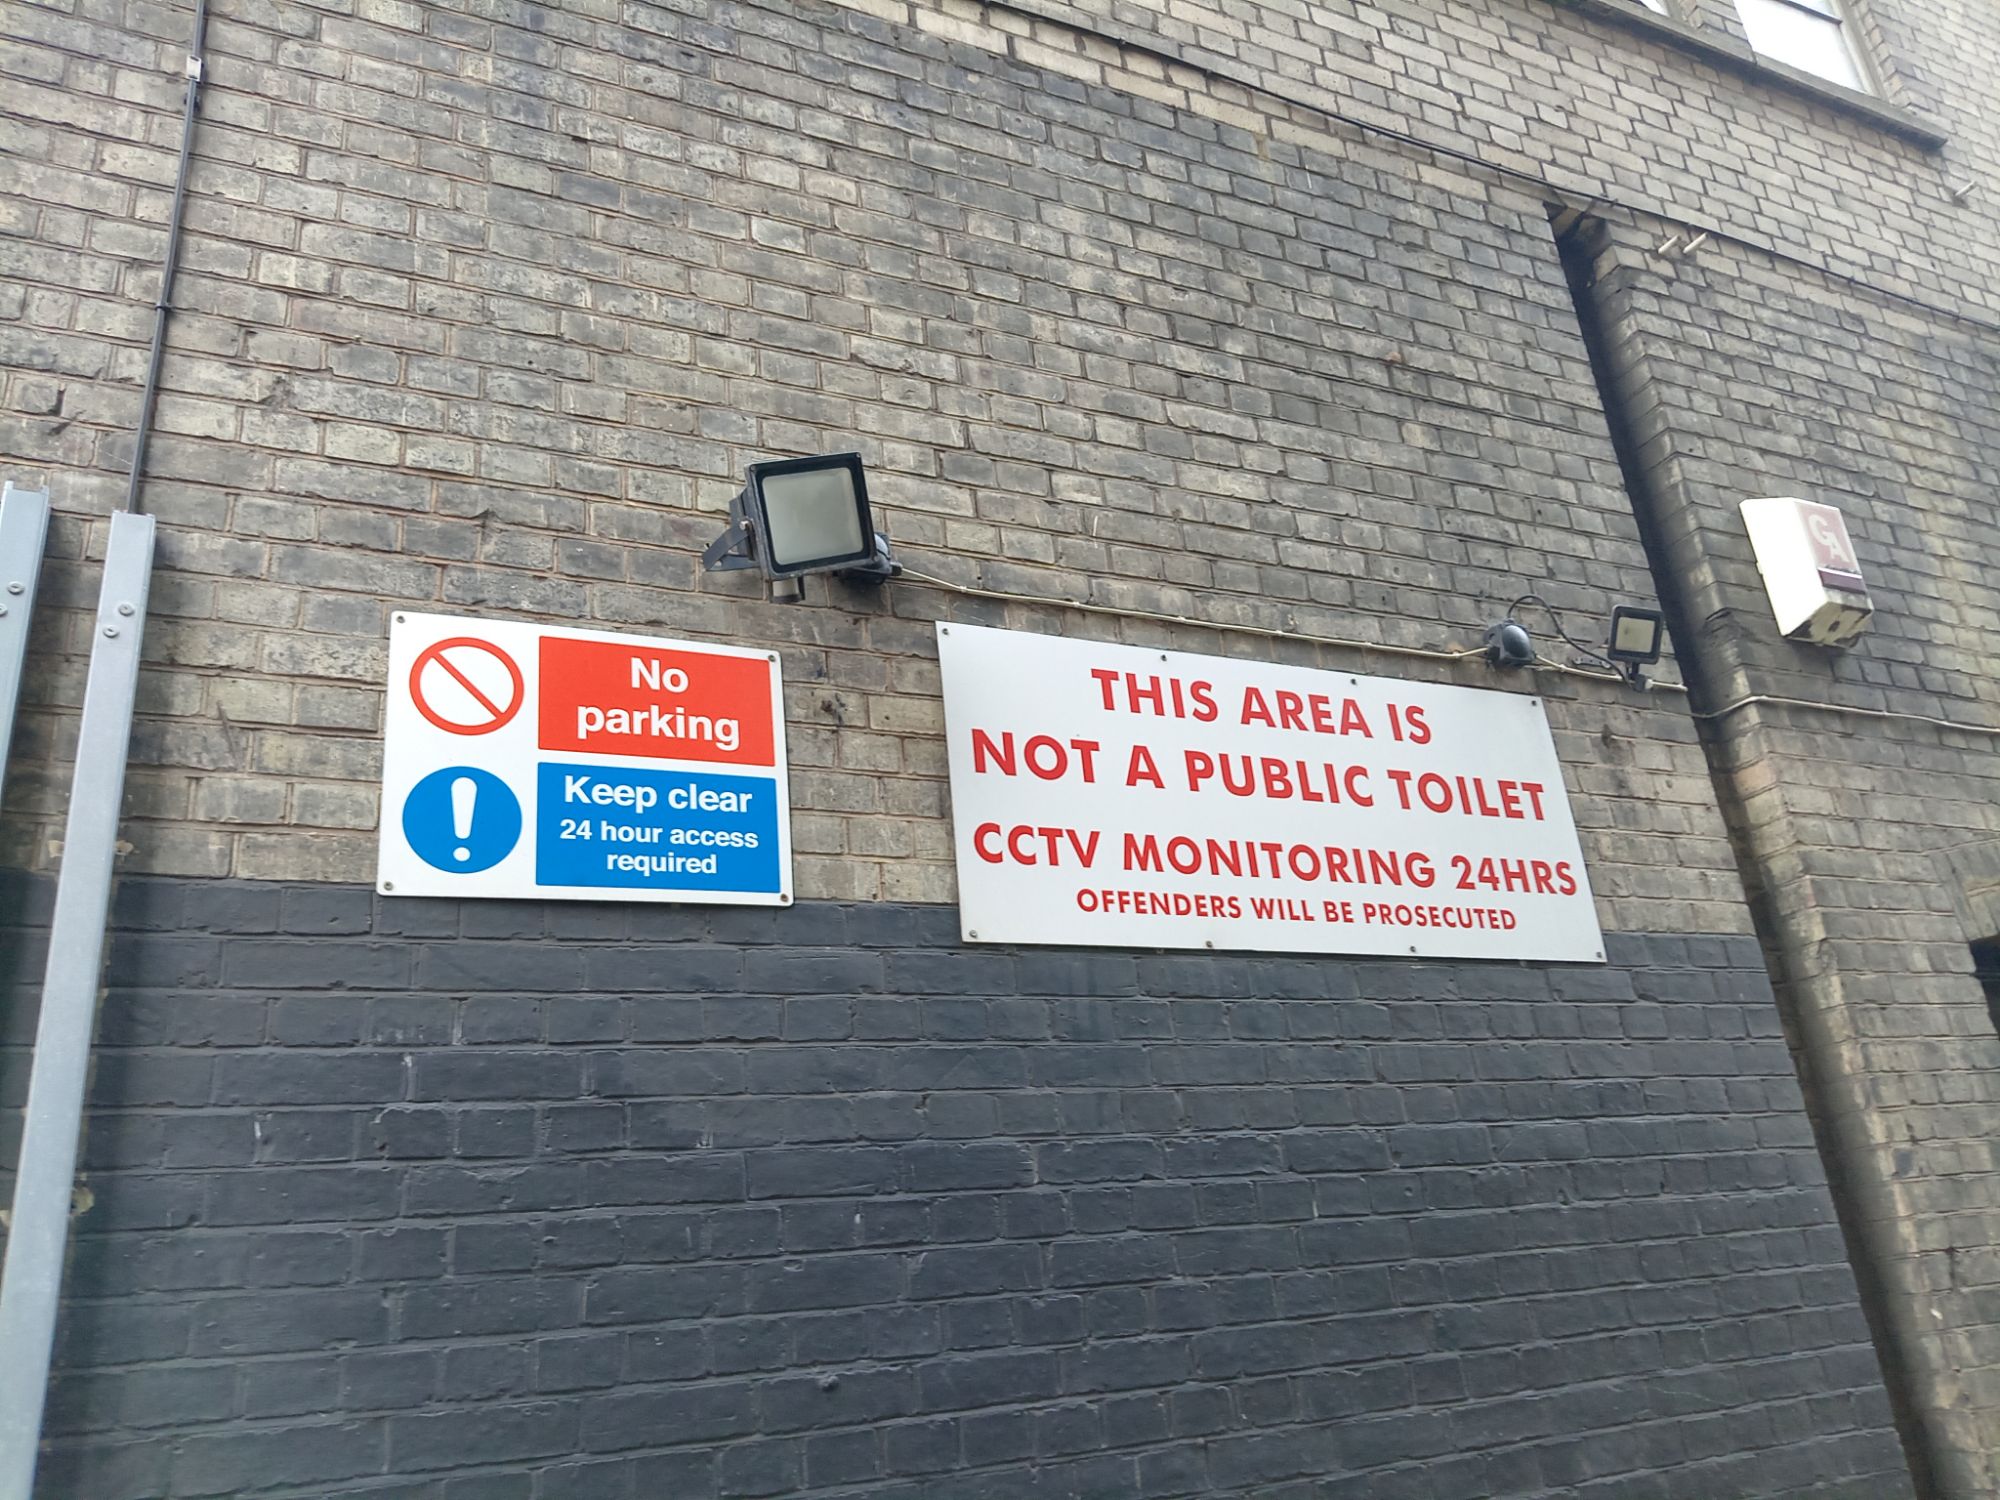 No
parking
Keep clear
24 hour access
required
THIS AREA IS
NOT A PUBLIC TOILET
CCTV MONITORING 24HRS
OFFENDERS WILL BE PROSECUTED
GA